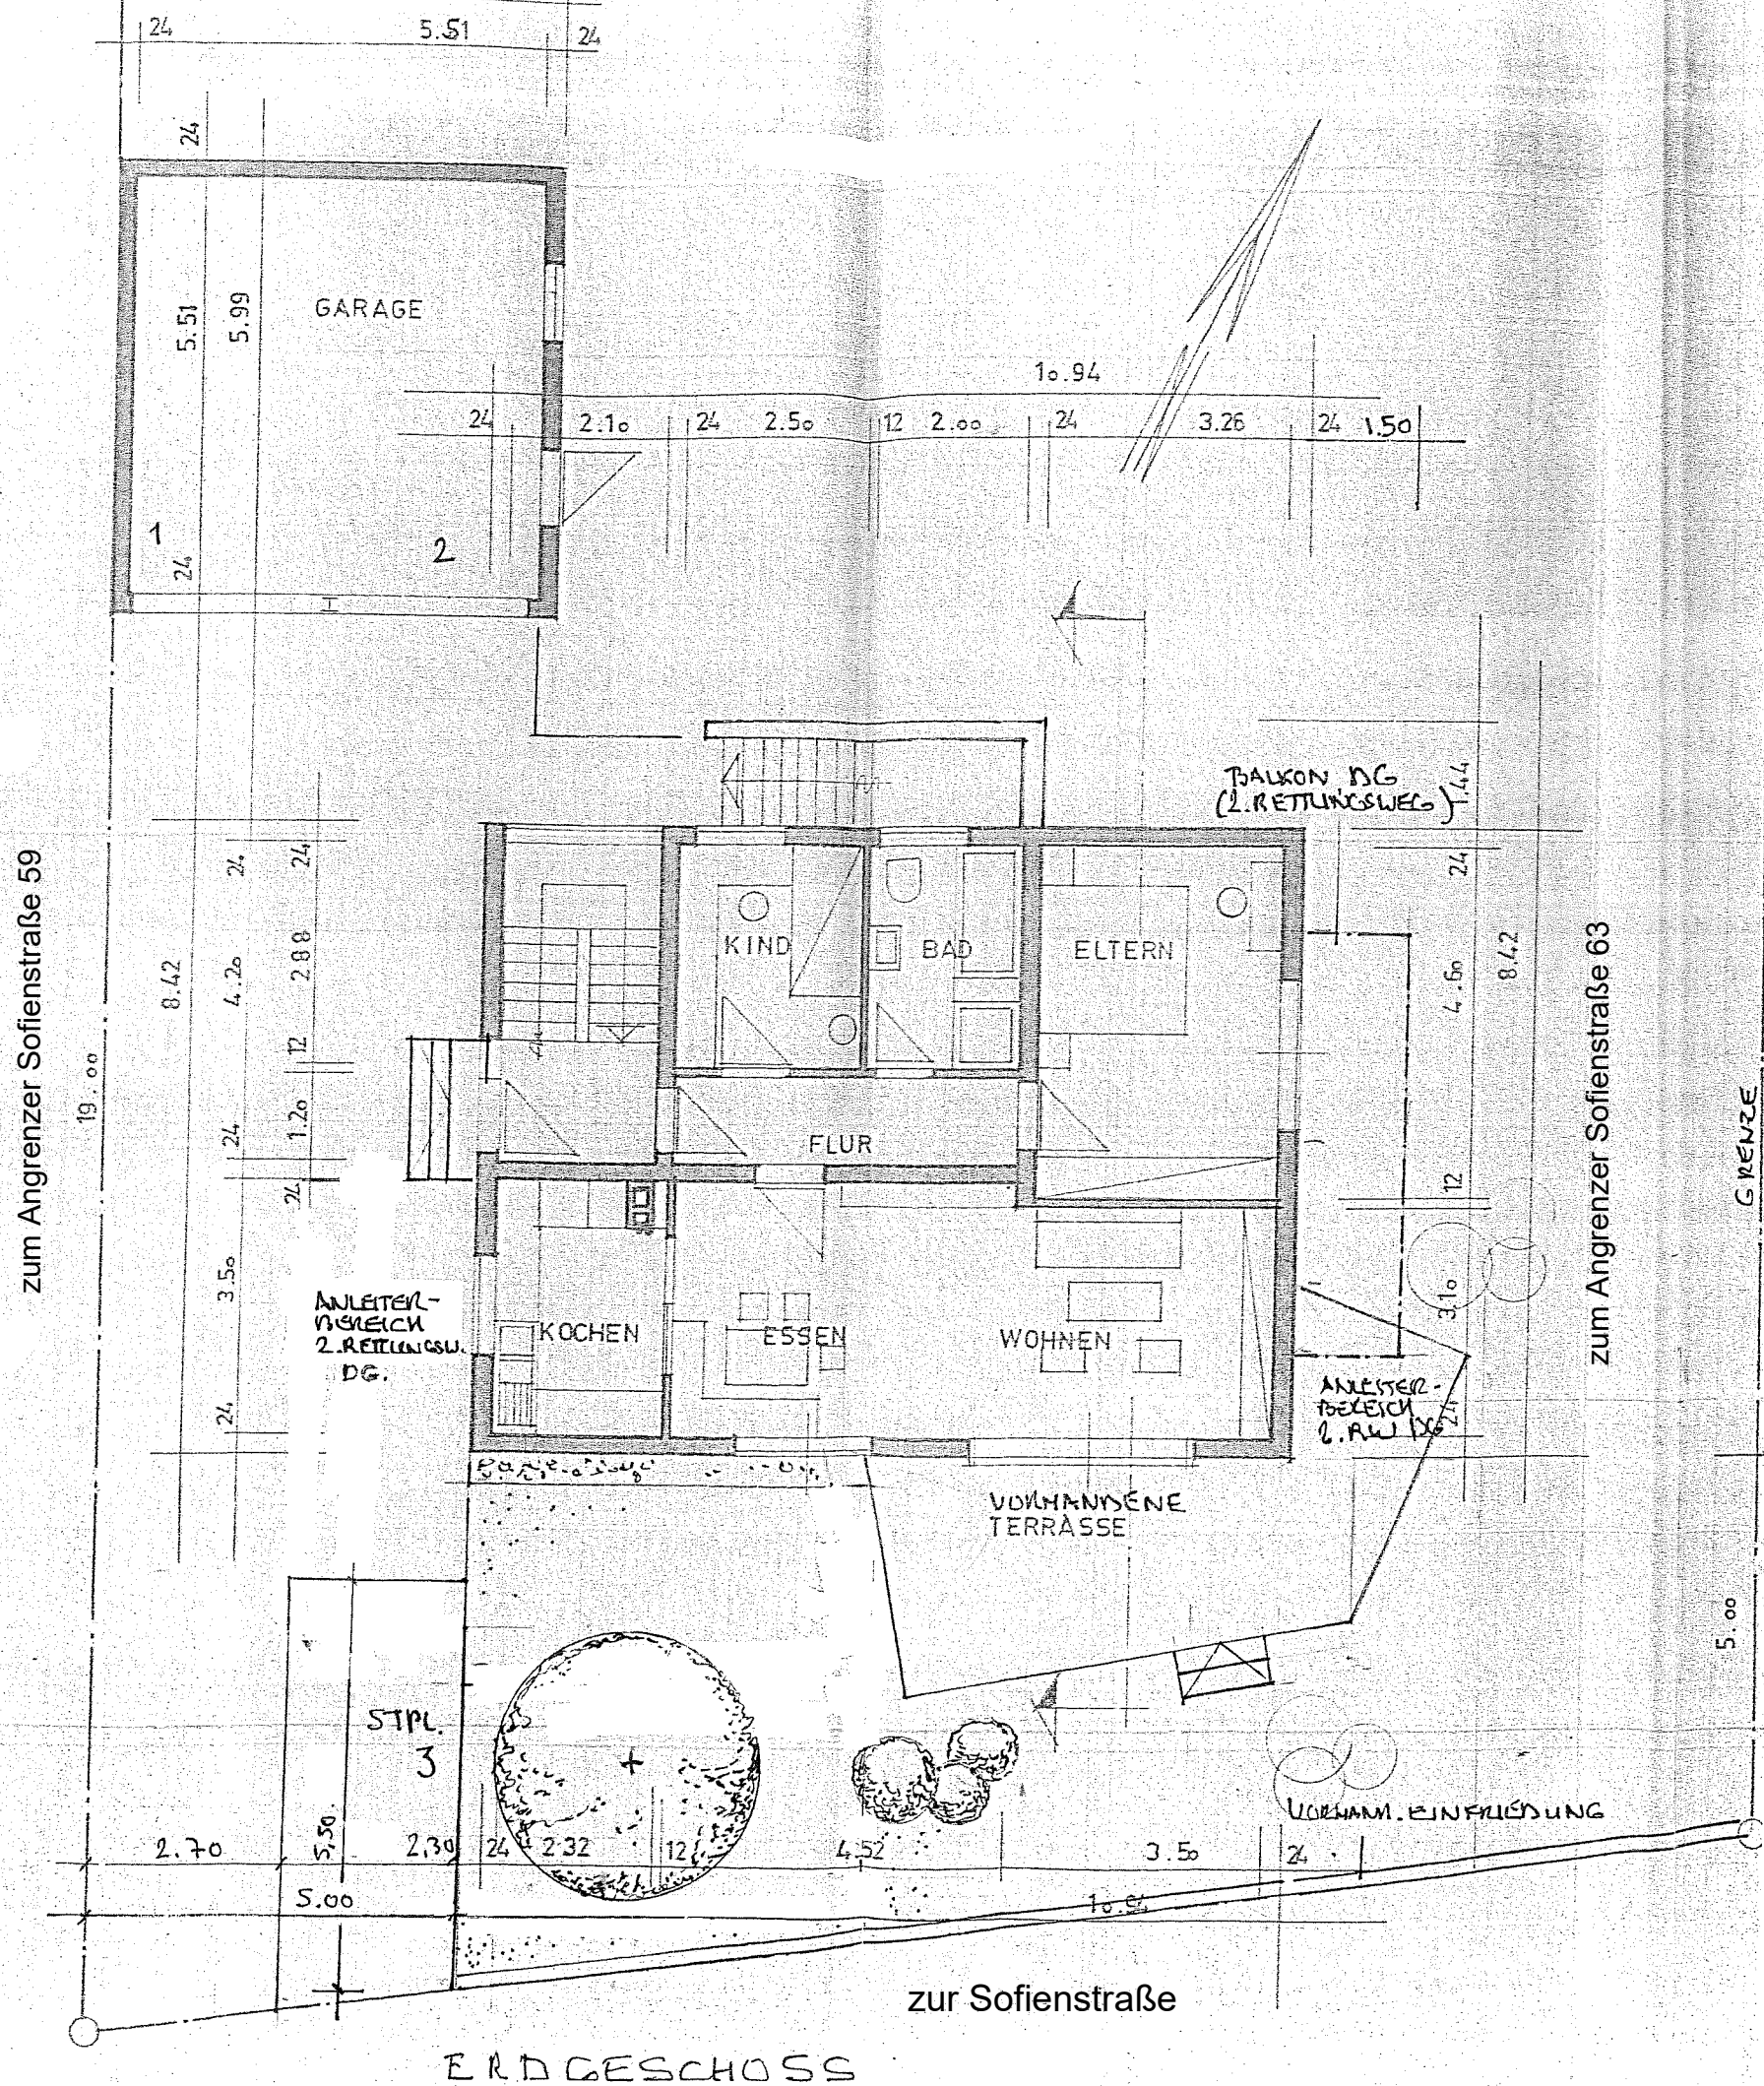 24 5.51 24
24
5.51
5.99
GARAGE
1
2
24
10.94
24 2.10 24 2.50 12 2.00 24 3.26 24 1.50
BALKON DG
(2.RETTUNGSWEG)
1.44
zum Angrenzer Sofienstraße 59
19.00
8.42
24
4.20
24
3.50
24
24
2.88
12
1.20
24
KIND
BAD
ELTERN
FLUR
KOCHEN
ESSEN
WOHNEN
24
4.60
12
3.10
24
8.42
zum Angrenzer Sofienstraße 63
GRENZE
5.00
ANLEITER-
BEREICH
2.RETTUNGSW.
DG.
ANLEITER-
BEREICH
2.RW DG
VORHANDENE
TERRASSE
STPL.
3
5,50.
VORHAND. EINFRIEDUNG
2.70 2,30 24 2.32 12 4.52 3.50 24
5.00 10.94
zur Sofienstraße
ERDGESCHOSS